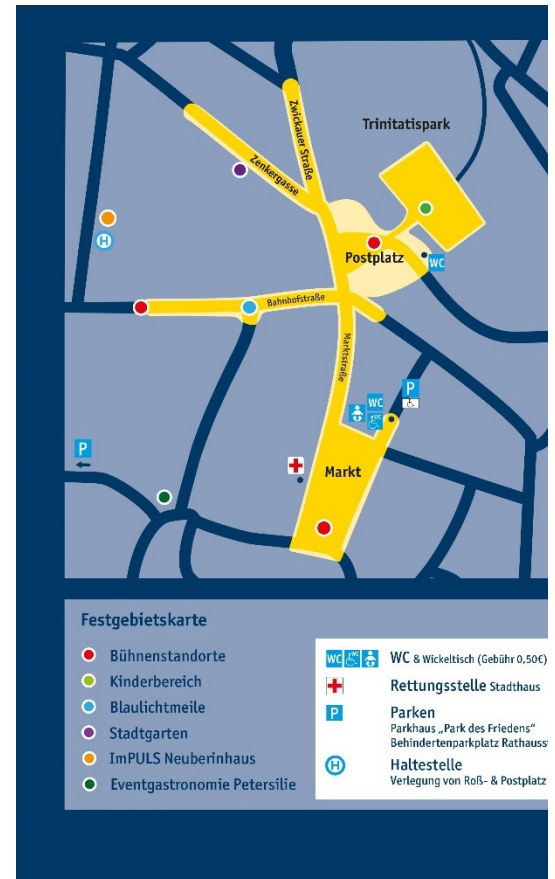 Trinitatispark
Zwickauer Straße
Zenkergasse
H
Postplatz
WC
Bahnhofstraße
Marktstraße
P
WC
P
Markt
Festgebietskarte
Bühnenstandorte
Kinderbereich
Blaulichtmeile
Stadtgarten
ImPULS Neuberinhaus
Eventgastronomie Petersilie
WC WC & Wickeltisch (Gebühr 0,50€)
Rettungsstelle Stadthaus
P Parken
Parkhaus „Park des Friedens“
Behindertenparkplatz Rathausst
H Haltestelle
Verlegung von Roß- & Postplatz